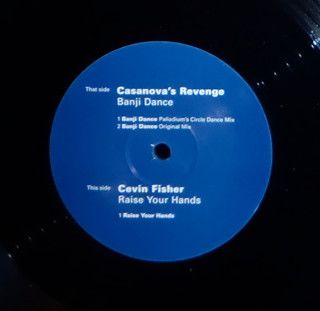 That side Casanova's Revenge
Banji Dance
1 Banji Dance Palladium's Circle Dance Mix
2 Banji Dance Original Mix
This side Cevin Fisher
Raise Your Hands
1 Raise Your Hands